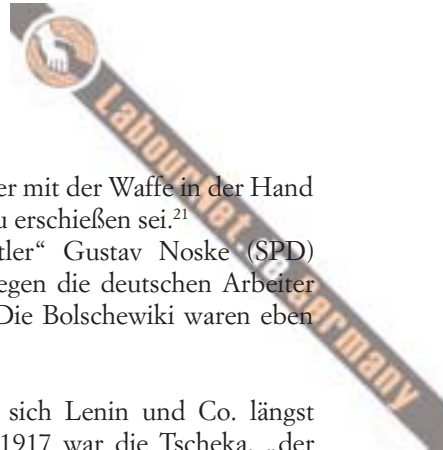 LabourNet.de Germany
er mit der Waffe in der Hand
u erschießen sei.²¹
tler“ Gustav Noske (SPD)
egen die deutschen Arbeiter
Die Bolschewiki waren eben
sich Lenin und Co. längst
1917 war die Tscheka, „der